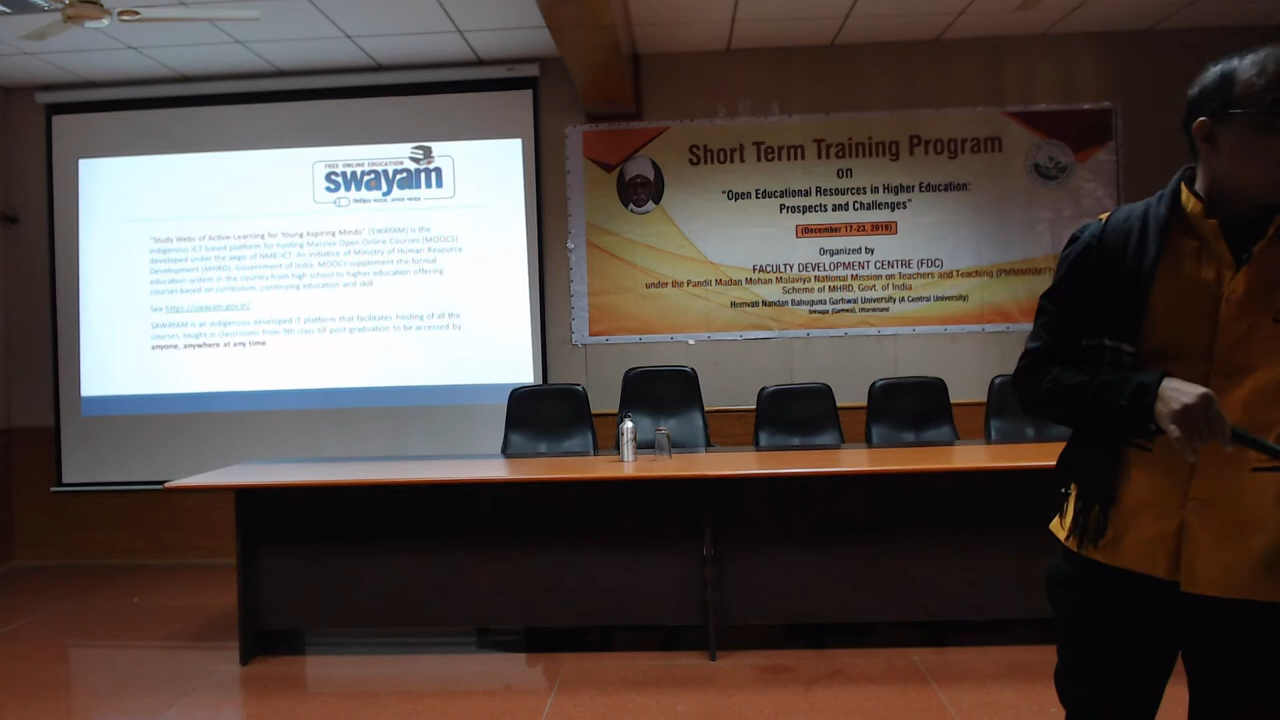 FREE ONLINE EDUCATION
swayam
शिक्षित भारत, उन्नत भारत
"Study Webs of Active-Learning for Young Aspiring Minds" (SWAYAM) is the
indigenous ICT based platform for hosting Massive Open Online Courses (MOOCS)
developed under the aegis of NME-ICT. An initiative of Ministry of Human Resource
Development (MHRD), Government of India. MOOCs supplement the formal
education system in the country from high school to higher education offering
courses based on curriculum, continuing education and skill
See https://swayam.gov.in/
SAWAYAM is an indigenous developed IT platform that facilitates hosting of all the
courses, taught in classrooms from 9th class till post graduation to be accessed by
anyone, anywhere at any time.
Short Term Training Program
on
"Open Educational Resources in Higher Education:
Prospects and Challenges"
(December 17-23, 2019)
Organized by
FACULTY DEVELOPMENT CENTRE (FDC)
under the Pandit Madan Mohan Malaviya National Mission on Teachers and Teaching (PMMMNMTT)
Scheme of MHRD, Govt. of India
Hemvati Nandan Bahuguna Garhwal University (A Central University)
Srinagar (Garhwal), Uttarakhand